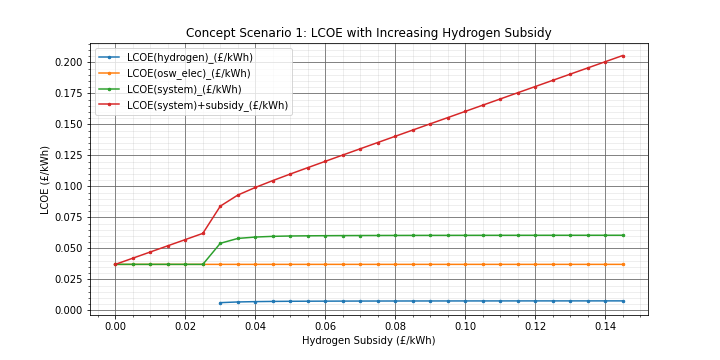 Concept Scenario 1: LCOE with Increasing Hydrogen Subsidy
LCOE(hydrogen)_(£/kWh)
LCOE(osw_elec)_(£/kWh)
LCOE(system)_(£/kWh)
LCOE(system)+subsidy_(£/kWh)
LCOE (£/kWh)
0.200
0.175
0.150
0.125
0.100
0.075
0.050
0.025
0.000
0.00 0.02 0.04 0.06 0.08 0.10 0.12 0.14
Hydrogen Subsidy (£/kWh)